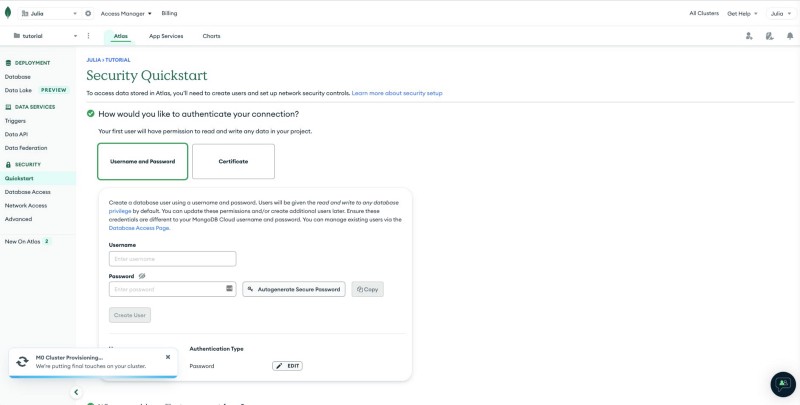 Julia
Access Manager
Billing
All Clusters
Get Help
Julia
tutorial
Atlas
App Services
Charts
DEPLOYMENT
Database
Data Lake PREVIEW
DATA SERVICES
Triggers
Data API
Data Federation
SECURITY
Quickstart
Database Access
Network Access
Advanced
New On Atlas 2
JULIA › TUTORIAL
Security Quickstart
To access data stored in Atlas, you'll need to create users and set up network security controls. Learn more about security setup
How would you like to authenticate your connection?
Your first user will have permission to read and write any data in your project.
Username and Password
Certificate
Create a database user using a username and password. Users will be given the read and write to any database
privilege by default. You can update these permissions and/or create additional users later. Ensure these
credentials are different to your MongoDB Cloud username and password. You can manage existing users via the
Database Access Page.
Username
Enter username
Password
Enter password
Autogenerate Secure Password
Copy
Create User
Authentication Type
Password
EDIT
M0 Cluster Provisioning...
We're putting final touches on your cluster.